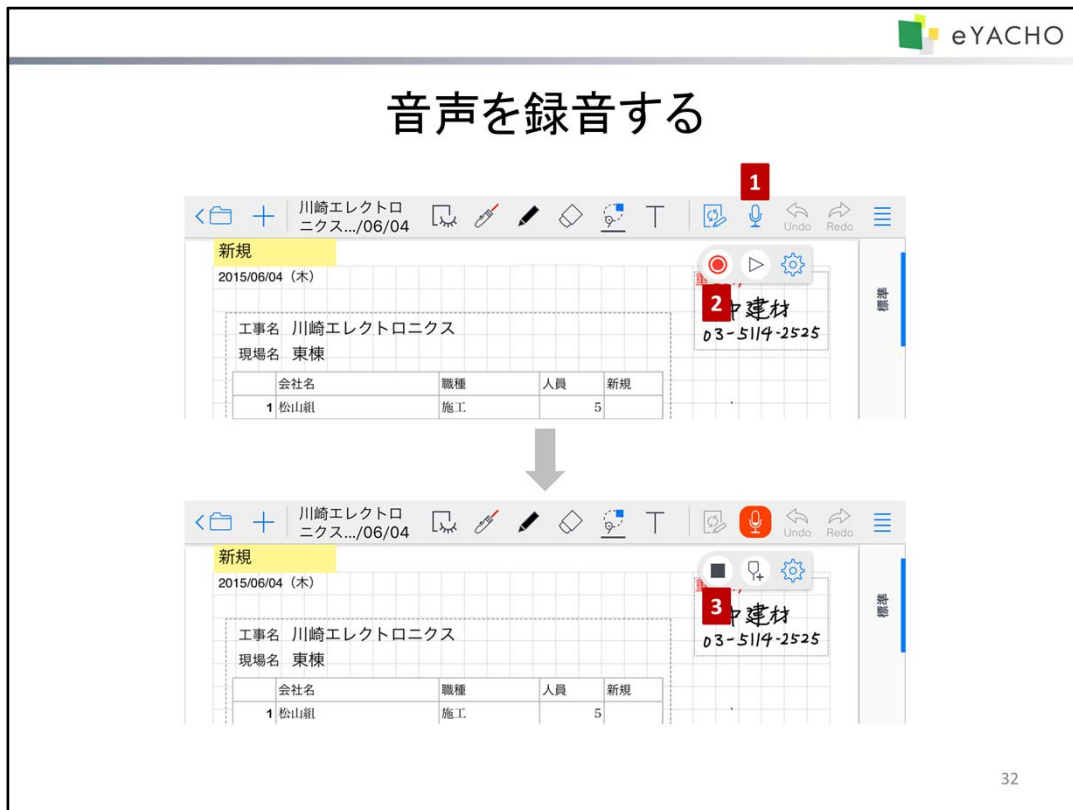 eYACHO
音声を録音する
1
川崎エレクトロ
ニクス.../06/04
T
Undo
Redo
新規
2015/06/04（木）
2
中建材
03-5114-2525
標準
工事名 川崎エレクトロニクス
現場名 東棟
会社名 職種 人員 新規
1 松山組 施工 5
川崎エレクトロ
ニクス.../06/04
T
Undo
Redo
新規
2015/06/04（木）
3
中建材
03-5114-2525
標準
工事名 川崎エレクトロニクス
現場名 東棟
会社名 職種 人員 新規
1 松山組 施工 5
32